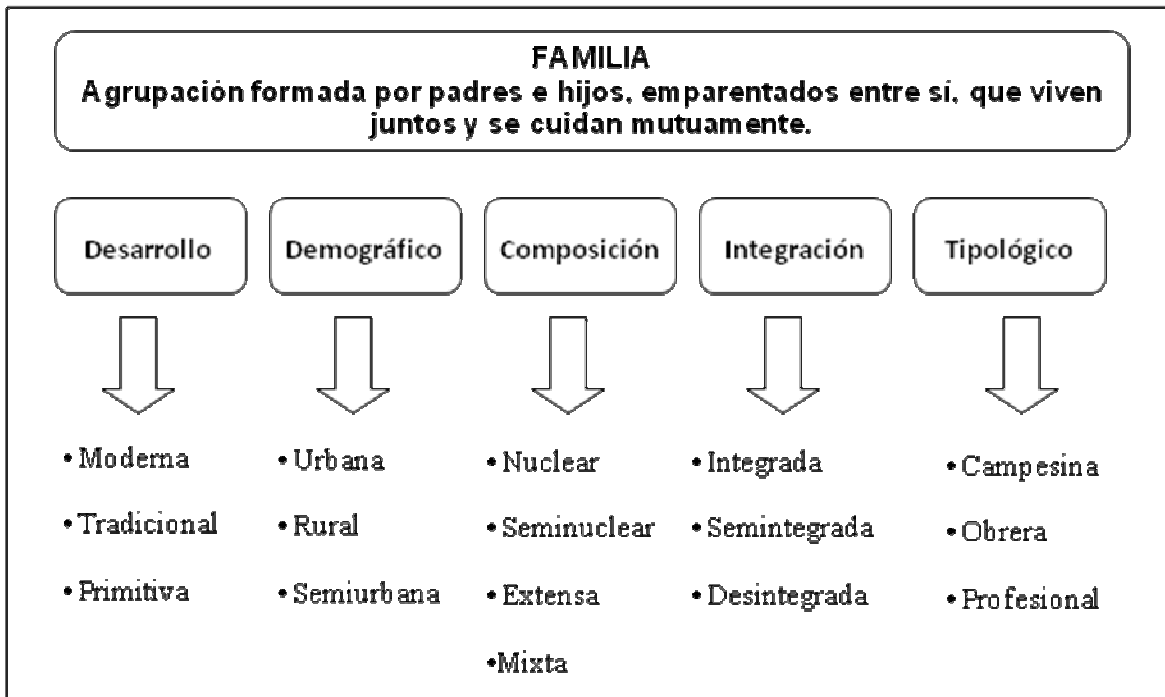 FAMILIA
Agrupación formada por padres e hijos, emparentados entre sí, que viven
juntos y se cuidan mutuamente.
Desarrollo
Demográfico
Composición
Integración
Tipológico
• Moderna
• Tradicional
• Primitiva
• Urbana
• Rural
• Semiurbana
• Nuclear
• Seminuclear
• Extensa
•Mixta
• Integrada
• Semintegrada
• Desintegrada
• Campesina
• Obrera
• Profesional